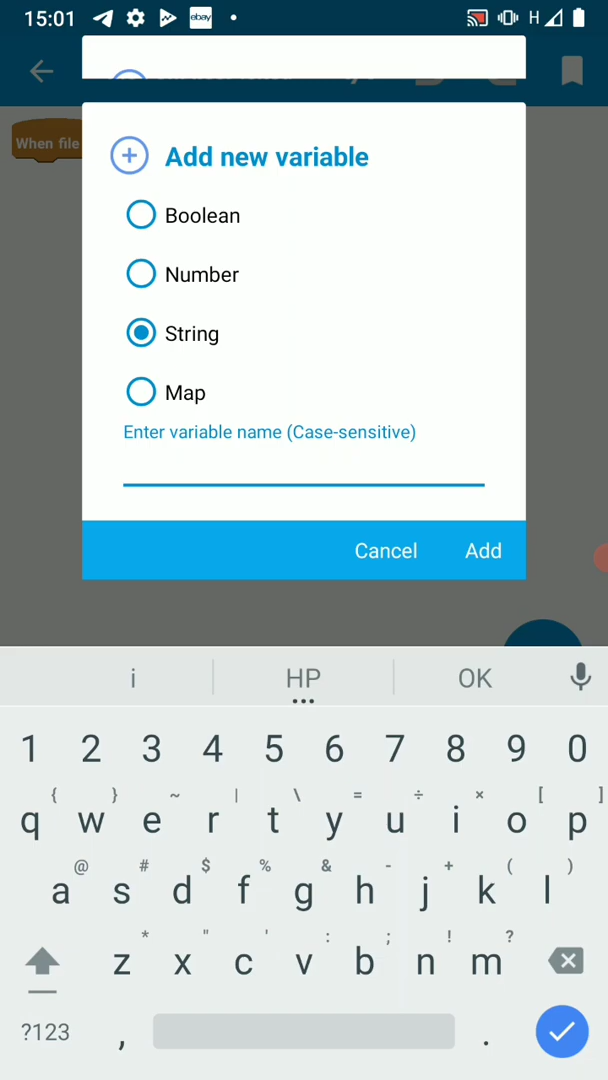 15:01 ebay H
When file
Add new variable
Boolean
Number
String
Map
Enter variable name (Case-sensitive)
Cancel Add
i HP OK
1 2 3 4 5 6 7 8 9 0
{ } ~ | \ = ÷ × [ ]
q w e r t y u i o p
@ # $ % & - + ( )
a s d f g h j k l
* " ' : ; ! ?
z x c v b n m
?123 , .